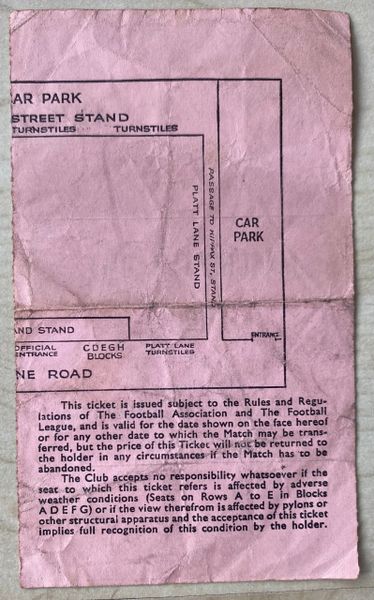 AR PARK
STREET STAND
TURNSTILES TURNSTILES
PLATT LANE STAND
PASSAGE TO KIPPAX ST. STAND
CAR
PARK
AND STAND
ENTRANCE
OFFICIAL
ENTRANCE
CDEGH
BLOCKS
PLATT LANE
TURNSTILES
NE ROAD
This ticket is issued subject to the Rules and Regu-
lations of The Football Association and The Football
League, and is valid for the date shown on the face hereof
or for any other date to which the Match may be trans-
ferred, but the price of this Ticket will not be returned to
the holder in any circumstances if the Match has to be
abandoned.
The Club accepts no responsibility whatsoever if the
seat to which this ticket refers is affected by adverse
weather conditions (Seats on Rows A to E in Blocks
A D E F G) or if the view therefrom is affected by pylons or
other structural apparatus and the acceptance of this ticket
implies full recognition of this condition by the holder.